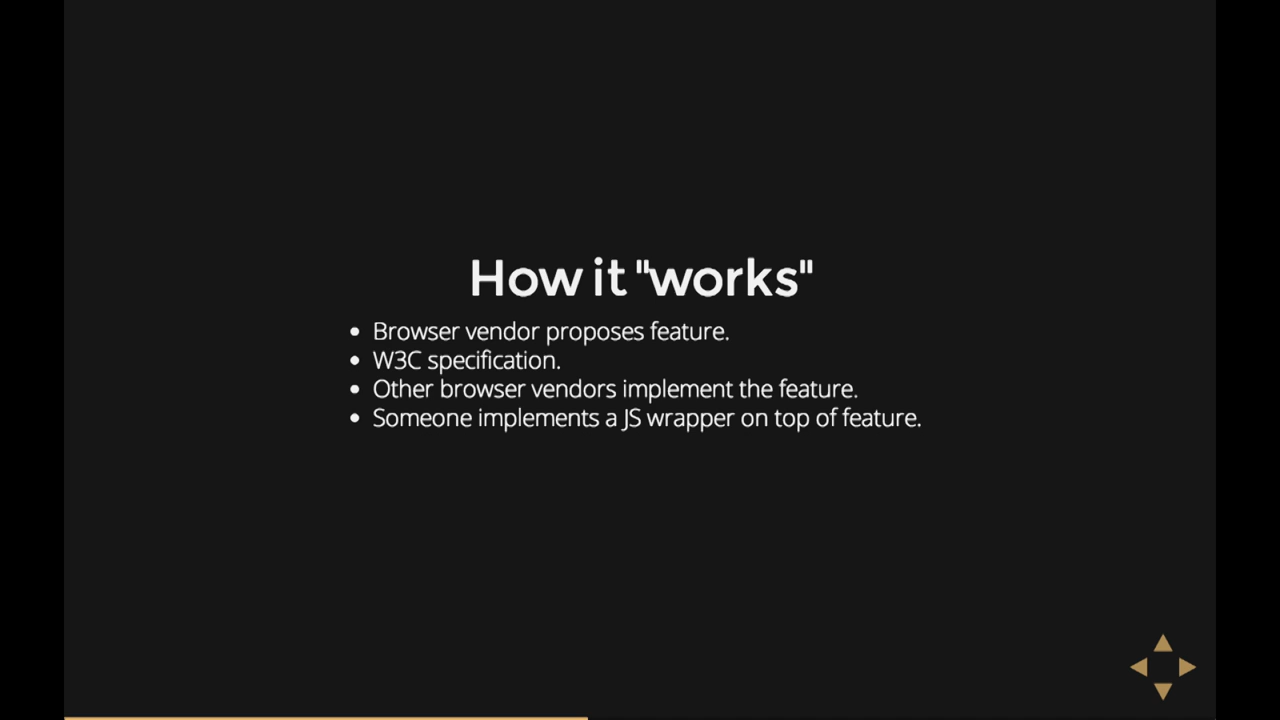 How it "works"
• Browser vendor proposes feature.
• W3C specification.
• Other browser vendors implement the feature.
• Someone implements a JS wrapper on top of feature.